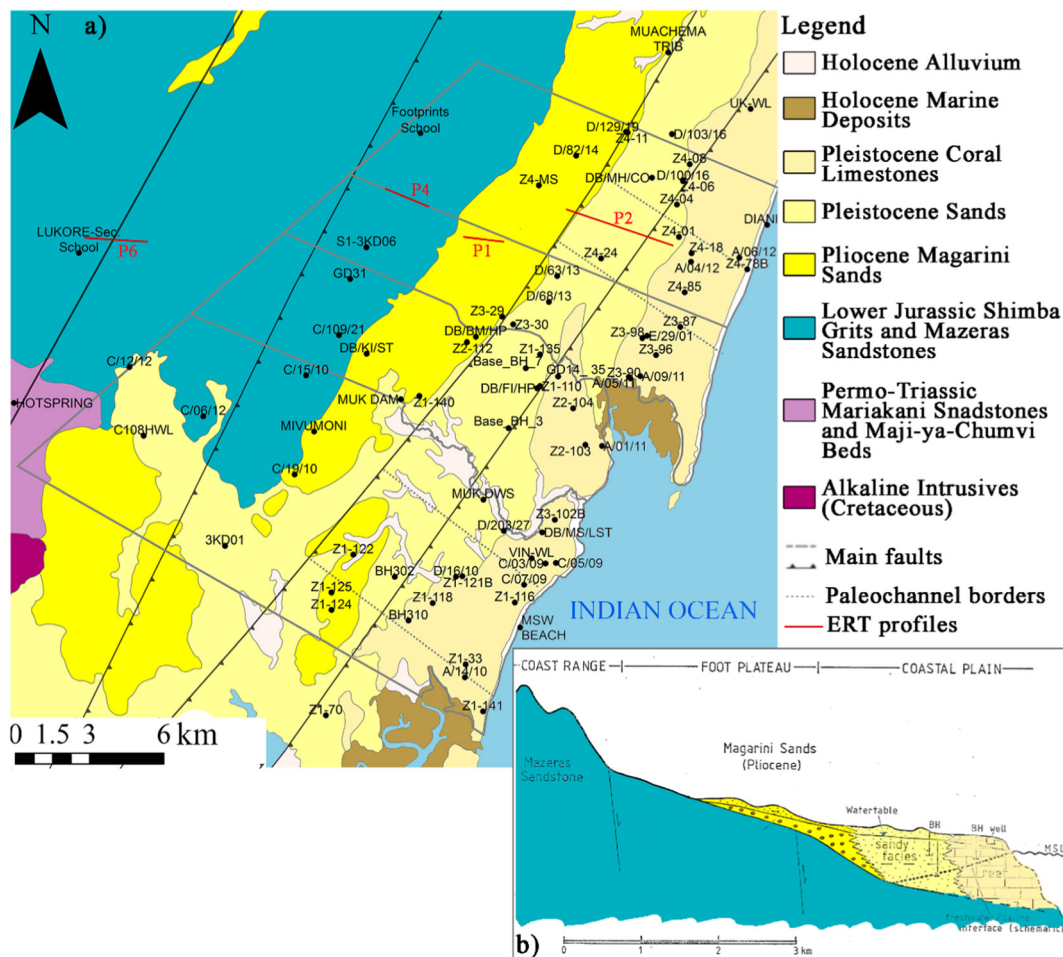 N
a)
MUACHEMA
TRIB
UK-WL
Footprints
School
D/129/19
Z4-11
D/103/16
D/82/14
Z4-08
DB/MH/CO
D/100/16
Z4-06
Z4-MS
P4
Z4-04
P2
DIANI
LUKORE-Sec
School
P6
S1-3KD06
P1
Z4-01
Z4-18
A/06/12
Z4-24
A/04/12
Z4-78B
GD31
D/63/13
Z4-85
D/68/13
Z3-29
Z3-30
Z3-87
C/109/21
DB/BM/HP
Z3-98
E/29/01
DB/KI/ST
Z2-112
Z1-135
Z3-96
C/12/12
Base_BH_7
C/15/10
GD14_35
Z3-90
A/09/11
DB/FI/HP
Z1-110
A/05/11
HOTSPRING
MUK DAM
Z1-140
C/06/12
Z2-104
C108HWL
MIVUMONI
Base_BH_3
Z2-103
A/01/11
C/19/10
MUK-DWS
Z3-102B
D/203/27
DB/MS/LST
3KD01
Z1-122
VIN-WL
C/03/09
C/05/09
BH302
D/16/10
Z1-121B
Z1-125
C/07/09
Z1-124
Z1-118
Z1-116
BH310
MSW
BEACH
INDIAN OCEAN
Z1-33
A/14/10
Z1-70
Z1-141
0 1.5 3 6 km
Legend
Holocene Alluvium
Holocene Marine
Deposits
Pleistocene Coral
Limestones
Pleistocene Sands
Pliocene Magarini
Sands
Lower Jurassic Shimba
Grits and Mazeras
Sandstones
Permo-Triassic
Mariakani Snadstones
and Maji-ya-Chumvi
Beds
Alkaline Intrusives
(Cretaceous)
Main faults
Paleochannel borders
ERT profiles
COAST RANGE FOOT PLATEAU COASTAL PLAIN
Mazeras
Sandstone
Magarini Sands
(Pliocene)
Watertable
BH
BH well
MSL
sandy
facies
reef
freshwater/saline
interface (schematic)
b)
0 1 2 3 km